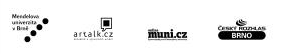 Mendelova
univerzita
v Brně
artalk.cz
muni.cz
ČESKÝ ROZHLAS
BRNO